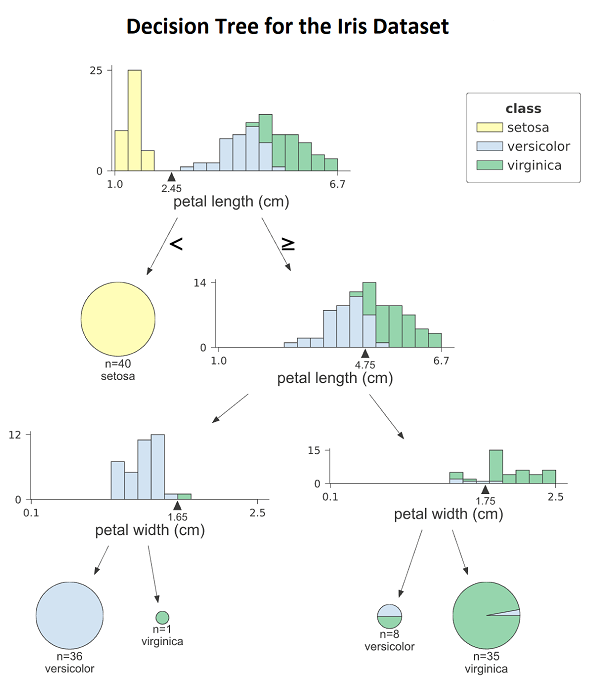 Decision Tree for the Iris Dataset
25
0
1.0
2.45
6.7
petal length (cm)
class
setosa
versicolor
virginica
<
≥
n=40
setosa
14
0
1.0
4.75
6.7
petal length (cm)
12
0
0.1
1.65
2.5
petal width (cm)
15
0
0.1
1.75
2.5
petal width (cm)
n=36
versicolor
n=1
virginica
n=8
versicolor
n=35
virginica